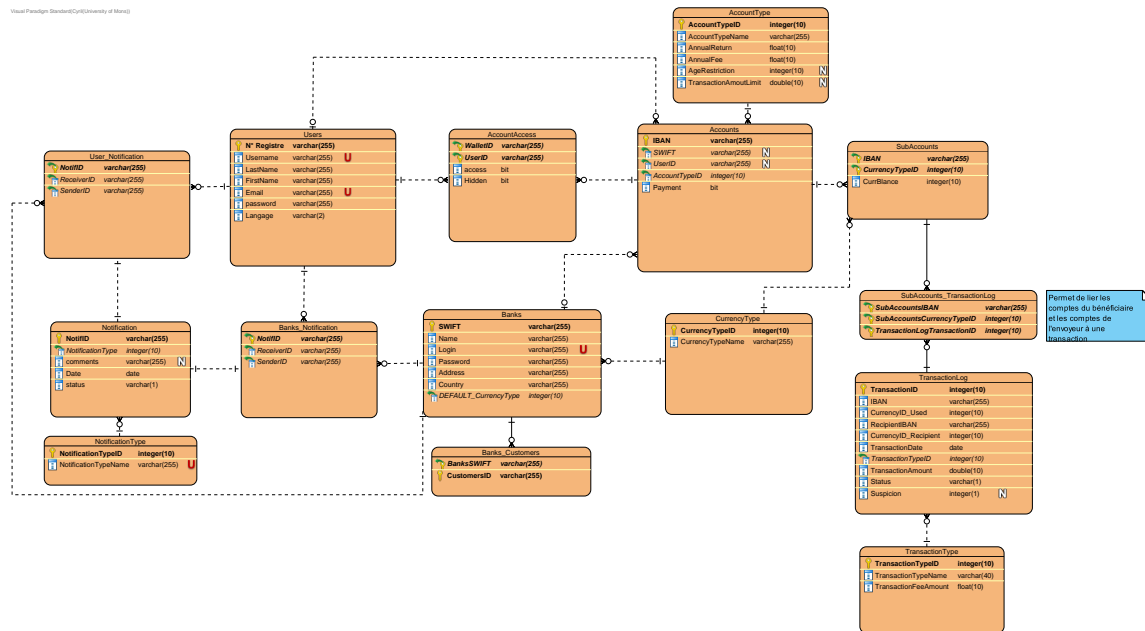 Visual Paradigm Standard(Cyril(University of Mons))
AccountType
AccountTypeID integer(10)
AccountTypeName varchar(255)
AnnualReturn float(10)
AnnualFee float(10)
AgeRestriction integer(10) N
TransactionAmoutLimit double(10) N
Users
N° Registre varchar(255)
Username varchar(255) U
LastName varchar(255)
FirstName varchar(255)
Email varchar(255) U
password varchar(255)
Langage varchar(2)
AccountAccess
WalletID varchar(255)
UserID varchar(255)
access bit
Hidden bit
Accounts
IBAN varchar(255)
SWIFT varchar(255) N
UserID varchar(255) N
AccountTypeID integer(10)
Payment bit
SubAccounts
IBAN varchar(255)
CurrencyTypeID integer(10)
CurrBlance integer(10)
User_Notification
NotifID varchar(255)
ReceiverID varchar(255)
SenderID varchar(255)
SubAccounts_TransactionLog
SubAccountsIBAN varchar(255)
SubAccountsCurrencyTypeID integer(10)
TransactionLogTransactionID integer(10)
Permet de lier les
comptes du bénéficiaire
et les comptes de
l'envoyeur à une
transaction
N
Notification
NotifID varchar(255)
NotificationType integer(10)
comments varchar(255) N
Date date
status varchar(1)
Banks_Notification
NotifID varchar(255)
ReceiverID varchar(255)
SenderID varchar(255)
Banks
SWIFT varchar(255)
Name varchar(255)
Login varchar(255) U
Password varchar(255)
Address varchar(255)
Country varchar(255)
DEFAULT_CurrencyType integer(10)
CurrencyType
CurrencyTypeID integer(10)
CurrencyTypeName varchar(255)
TransactionLog
TransactionID integer(10)
IBAN varchar(255)
CurrencyID_Used integer(10)
RecipientIBAN varchar(255)
CurrencyID_Recipient integer(10)
TransactionDate date
TransactionTypeID integer(10)
TransactionAmount double(10)
Status varchar(1)
Suspicion integer(1) N
NotificationType
NotificationTypeID integer(10)
NotificationTypeName varchar(255) U
Banks_Customers
BanksSWIFT varchar(255)
CustomersID varchar(255)
TransactionType
TransactionTypeID integer(10)
TransactionTypeName varchar(40)
TransactionFeeAmount float(10)